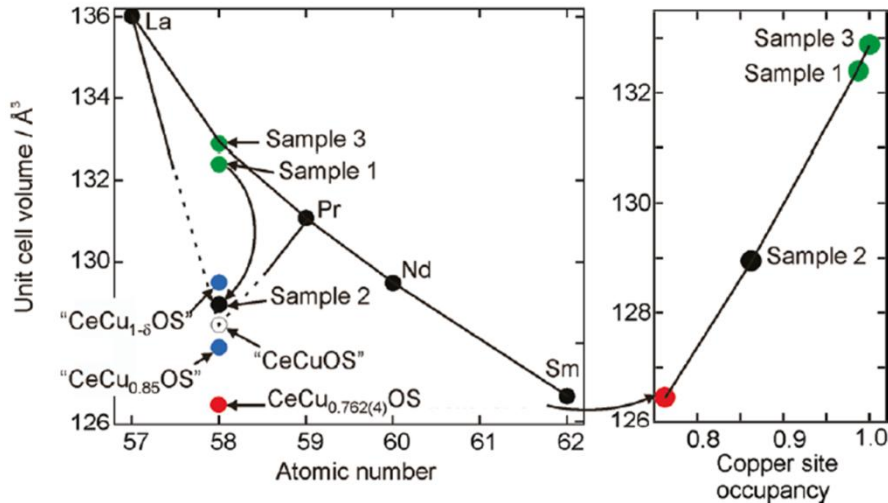 136
134
132
130
128
126
Unit cell volume / Å³
La
Sample 3
Sample 1
Pr
Nd
"CeCu1-δOS"
Sample 2
"CeCuOS"
"CeCu0.85OS"
Sm
CeCu0.762(4)OS
57 58 59 60 61 62
Atomic number
132
130
128
126
Sample 3
Sample 1
Sample 2
0.8 0.9 1.0
Copper site
occupancy